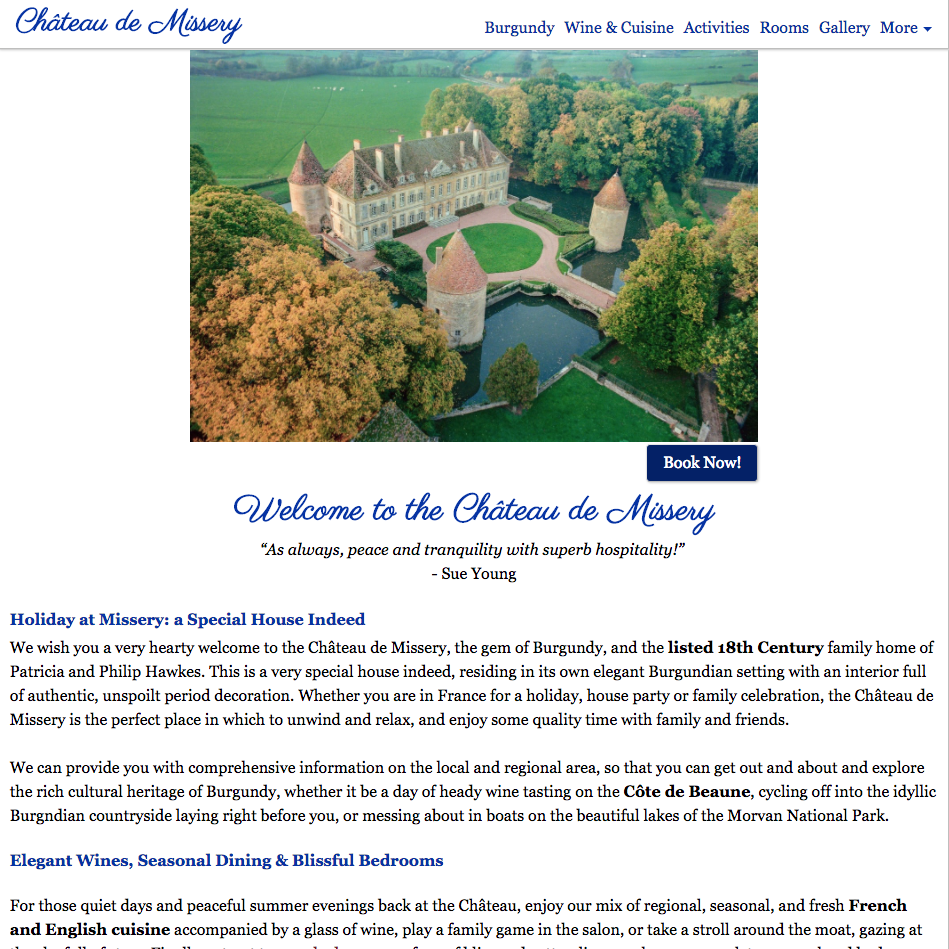 Château de Missery
Burgundy Wine & Cuisine Activities Rooms Gallery More
Book Now!
Welcome to the Château de Missery
“As always, peace and tranquility with superb hospitality!”
- Sue Young
Holiday at Missery: a Special House Indeed
We wish you a very hearty welcome to the Château de Missery, the gem of Burgundy, and the listed 18th Century family home of
Patricia and Philip Hawkes. This is a very special house indeed, residing in its own elegant Burgundian setting with an interior full
of authentic, unspoilt period decoration. Whether you are in France for a holiday, house party or family celebration, the Château de
Missery is the perfect place in which to unwind and relax, and enjoy some quality time with family and friends.
We can provide you with comprehensive information on the local and regional area, so that you can get out and about and explore
the rich cultural heritage of Burgundy, whether it be a day of heady wine tasting on the Côte de Beaune, cycling off into the idyllic
Burgndian countryside laying right before you, or messing about in boats on the beautiful lakes of the Morvan National Park.
Elegant Wines, Seasonal Dining & Blissful Bedrooms
For those quiet days and peaceful summer evenings back at the Château, enjoy our mix of regional, seasonal, and fresh French
and English cuisine accompanied by a glass of wine, play a family game in the salon, or take a stroll around the moat, gazing at